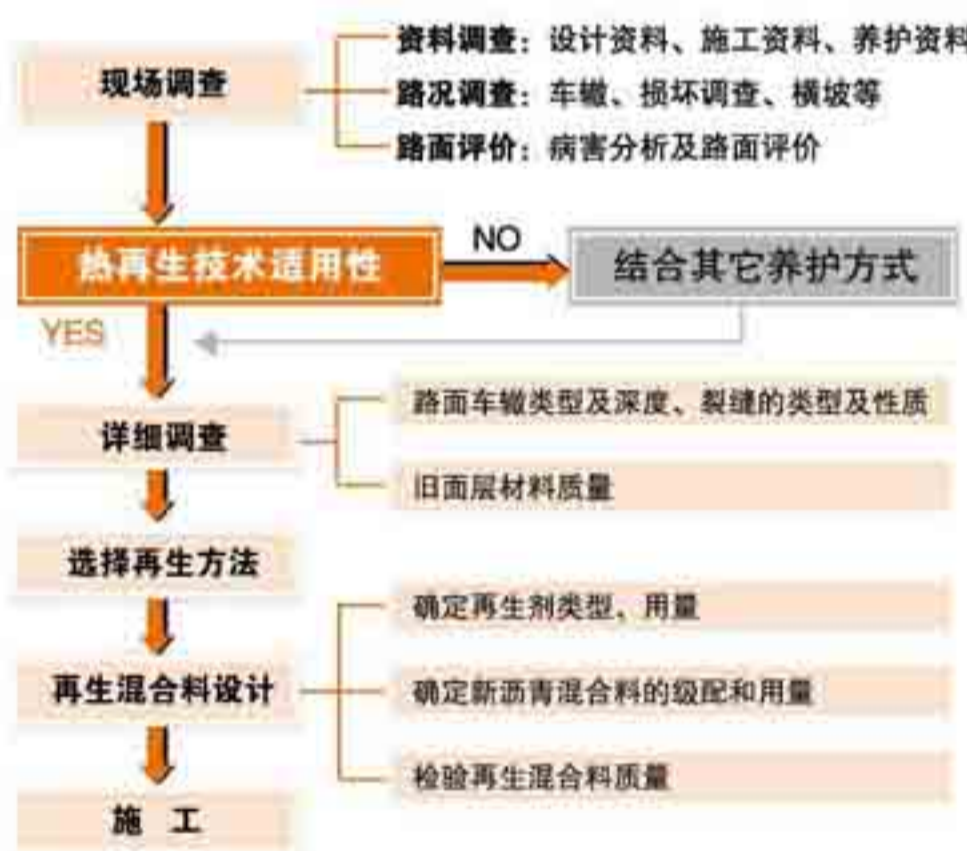 现场调查
资料调查：设计资料、施工资料、养护资料
路况调查：车辙、损坏调查、横坡等
路面评价：病害分析及路面评价
热再生技术适用性
NO
结合其它养护方式
YES
详细调查
路面车辙类型及深度、裂缝的类型及性质
旧面层材料质量
选择再生方法
再生混合料设计
确定再生剂类型、用量
确定新沥青混合料的级配和用量
检验再生混合料质量
施 工